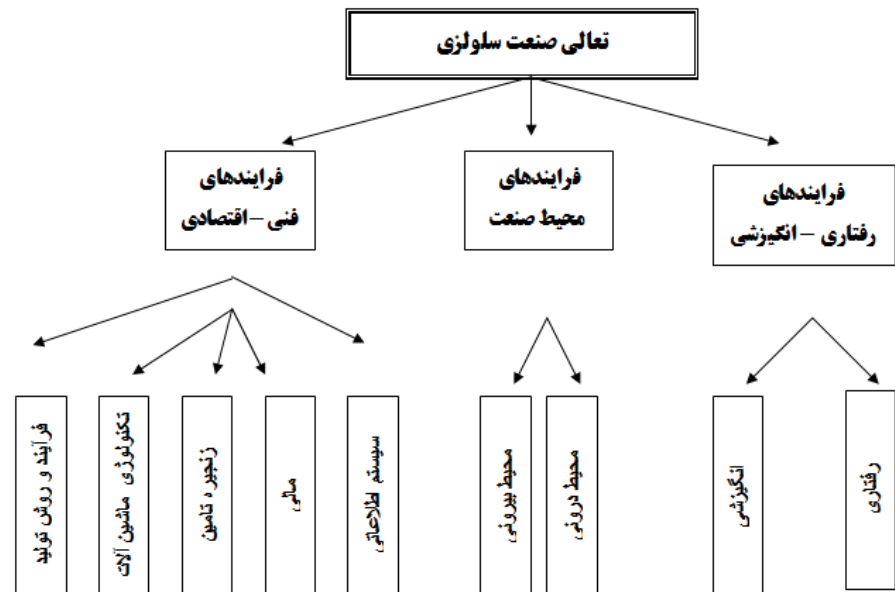 تعالی صنعت سلولزی
فرایندهای
رفتاری – انگیزشی
فرایندهای
محیط صنعت
فرایندهای
فنی – اقتصادی
رفتاری
انگیزشی
محیط درونی
محیط بیرونی
سیستم اطلاعاتی
مالی
زنجیره تامین
تکنولوژی ماشین آلات
فرآیند و روش تولید